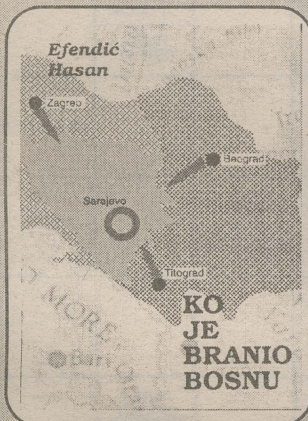 Efendić
Hasan
Zagreb
Beograd
Sarajevo
Titograd
MORE
Bari
KO
JE
BRANIO
BOSNU